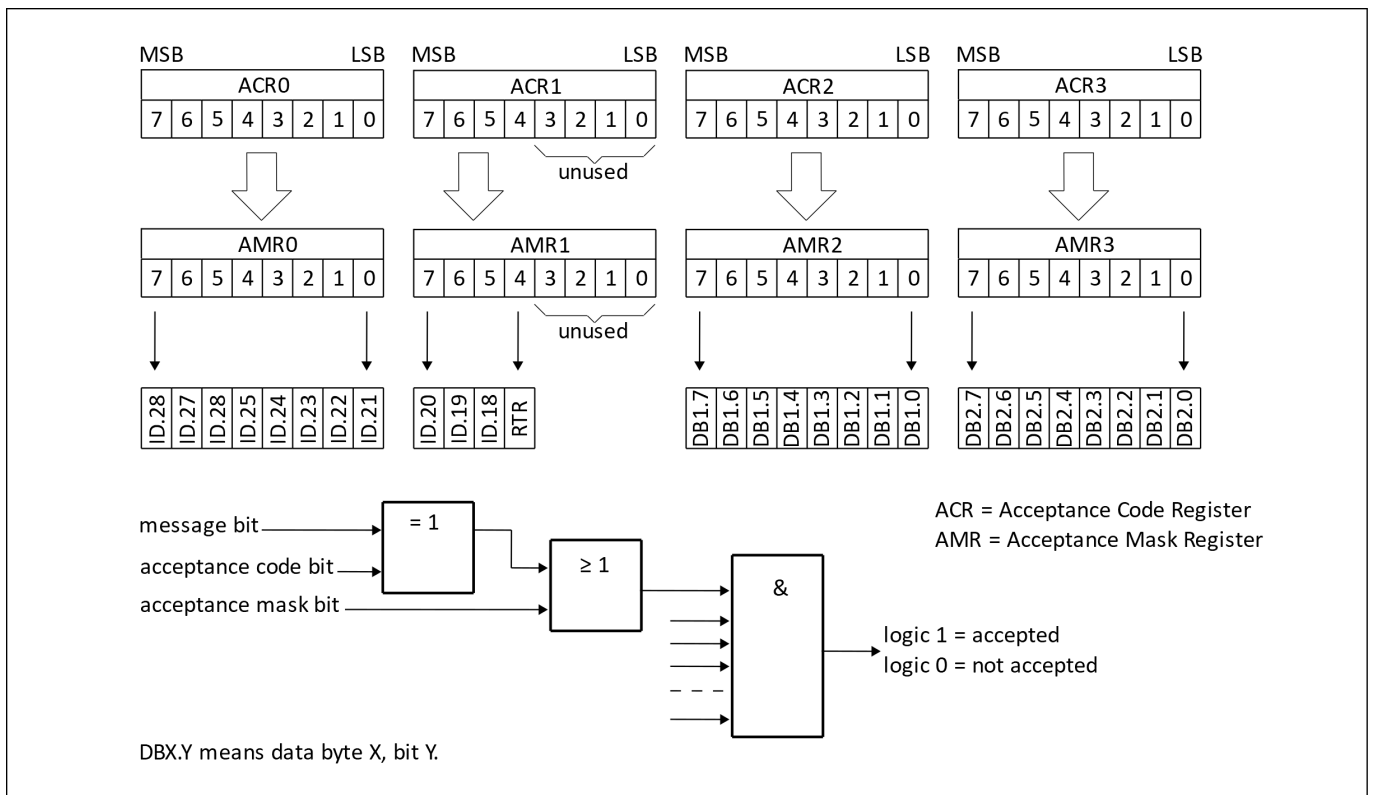 MSB LSB MSB LSB MSB LSB MSB LSB
ACR0 ACR1 ACR2 ACR3
7 6 5 4 3 2 1 0 7 6 5 4 3 2 1 0 7 6 5 4 3 2 1 0 7 6 5 4 3 2 1 0
unused
AMR0 AMR1 AMR2 AMR3
7 6 5 4 3 2 1 0 7 6 5 4 3 2 1 0 7 6 5 4 3 2 1 0 7 6 5 4 3 2 1 0
unused
ID.28 ID.27 ID.28 ID.25 ID.24 ID.23 ID.22 ID.21 ID.20 ID.19 ID.18 RTR DB1.7 DB1.6 DB1.5 DB1.4 DB1.3 DB1.2 DB1.1 DB1.0 DB2.7 DB2.6 DB2.5 DB2.4 DB2.3 DB2.2 DB2.1 DB2.0
message bit = 1
acceptance code bit
acceptance mask bit
≥ 1
&
ACR = Acceptance Code Register
AMR = Acceptance Mask Register
logic 1 = accepted
logic 0 = not accepted
DBX.Y means data byte X, bit Y.